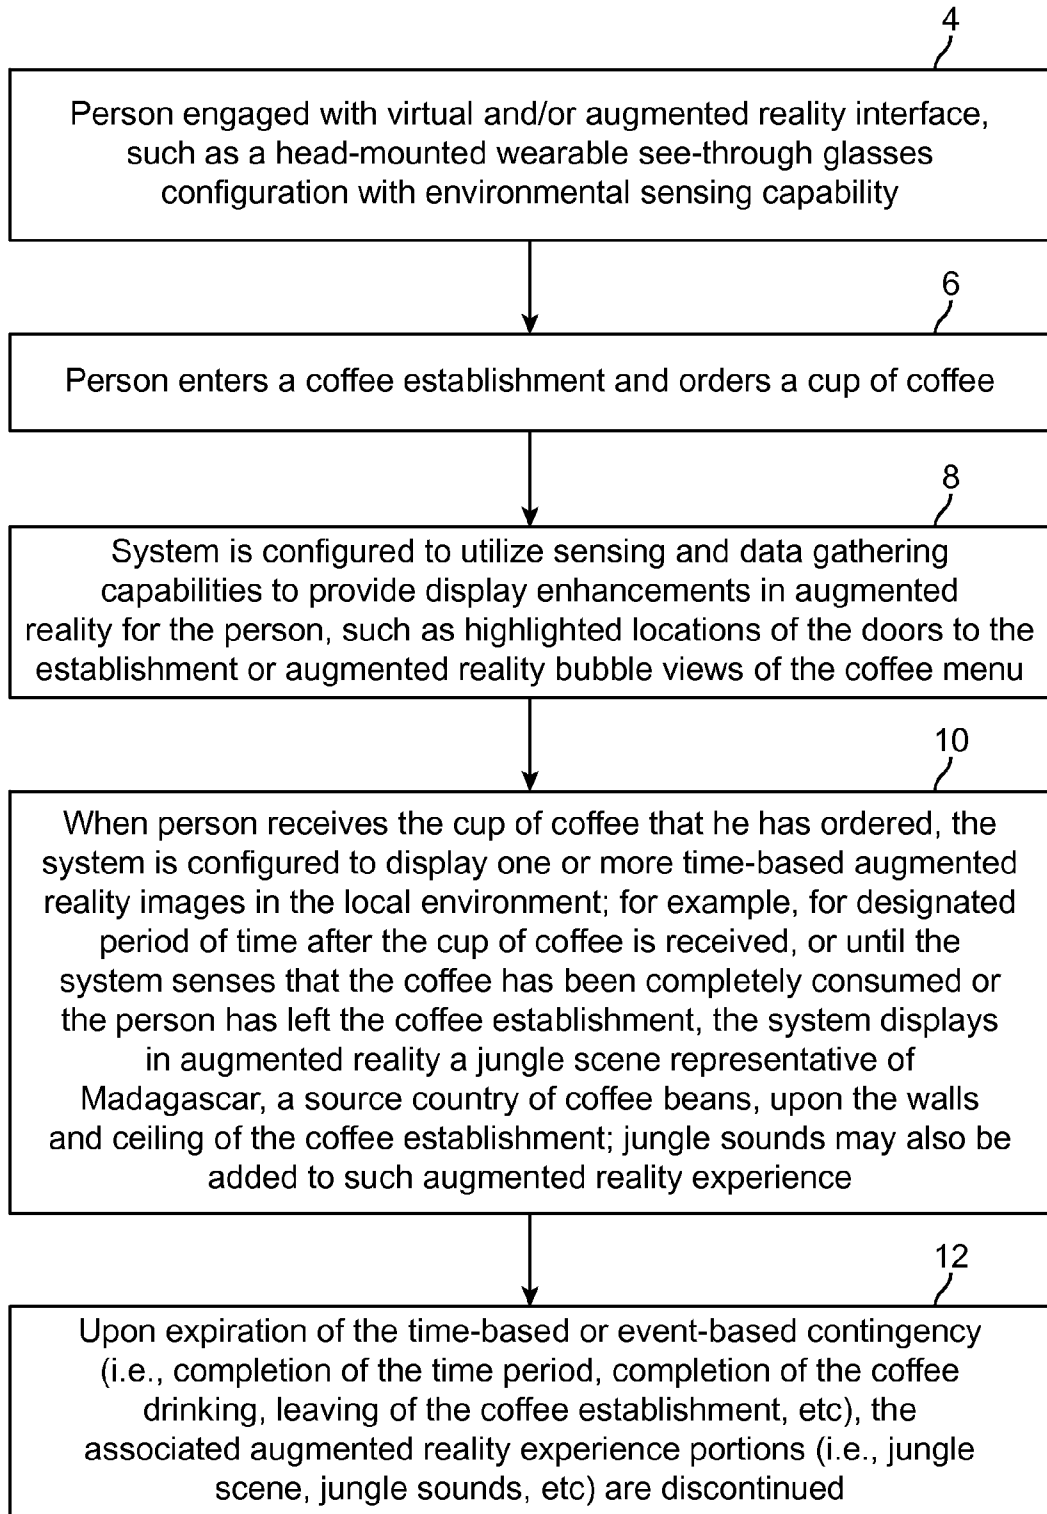 4
Person engaged with virtual and/or augmented reality interface,
such as a head-mounted wearable see-through glasses
configuration with environmental sensing capability
6
Person enters a coffee establishment and orders a cup of coffee
8
System is configured to utilize sensing and data gathering
capabilities to provide display enhancements in augmented
reality for the person, such as highlighted locations of the doors to the
establishment or augmented reality bubble views of the coffee menu
10
When person receives the cup of coffee that he has ordered, the
system is configured to display one or more time-based augmented
reality images in the local environment; for example, for designated
period of time after the cup of coffee is received, or until the
system senses that the coffee has been completely consumed or
the person has left the coffee establishment, the system displays
in augmented reality a jungle scene representative of
Madagascar, a source country of coffee beans, upon the walls
and ceiling of the coffee establishment; jungle sounds may also be
added to such augmented reality experience
12
Upon expiration of the time-based or event-based contingency
(i.e., completion of the time period, completion of the coffee
drinking, leaving of the coffee establishment, etc), the
associated augmented reality experience portions (i.e., jungle
scene, jungle sounds, etc) are discontinued